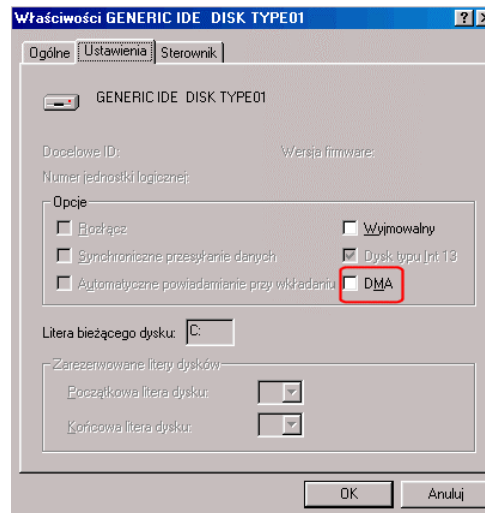 Właściwości GENERIC IDE DISK TYPE01
Ogólne Ustawienia Sterownik
GENERIC IDE DISK TYPE01
Docelowe ID: Wersja firmware:
Numer jednostki logicznej:
Opcje
Rozłącz Wyjmowalny
Synchroniczne przesyłanie danych Dysk typu Int 13
Automatyczne powiadamianie przy wkładaniu DMA
Litera bieżącego dysku: C:
Zarezerwowane litery dysków
Początkowa litera dysku:
Końcowa litera dysku:
OK Anuluj